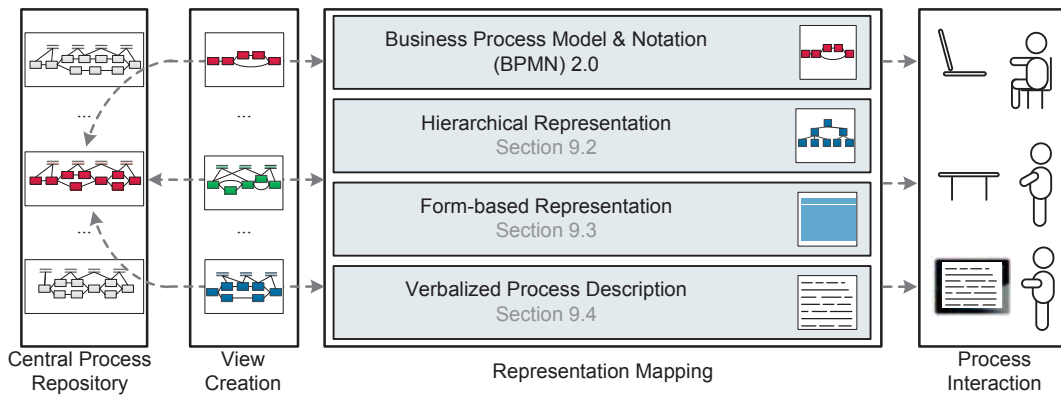 Business Process Model & Notation
(BPMN) 2.0
...
...
Hierarchical Representation
Section 9.2
Form-based Representation
Section 9.3
...
...
Verbalized Process Description
Section 9.4
Central Process
Repository
View
Creation
Representation Mapping
Process
Interaction